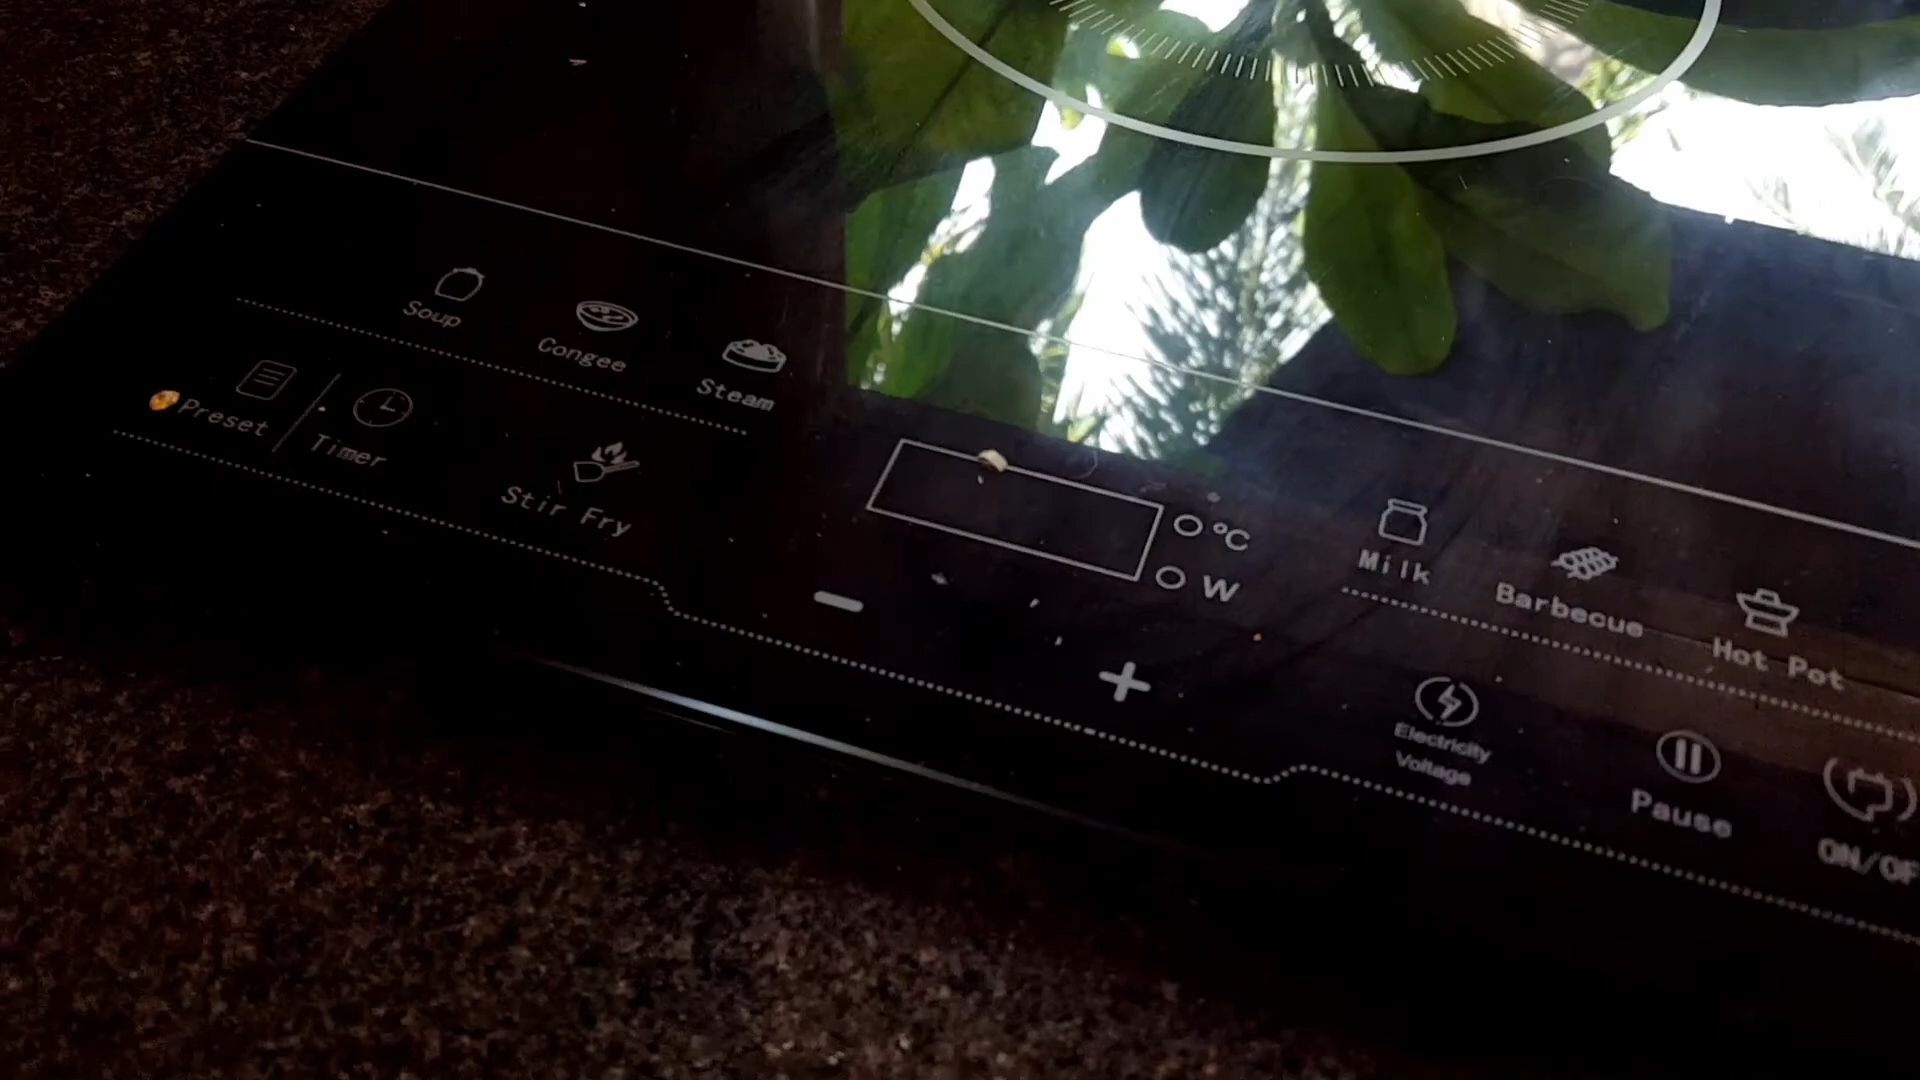 Soup
Congee
Steam
Preset
Timer
Stir Fry
°C
W
Milk
Barbecue
Hot Pot
− +
Electricity
Voltage
Pause
ON/OF